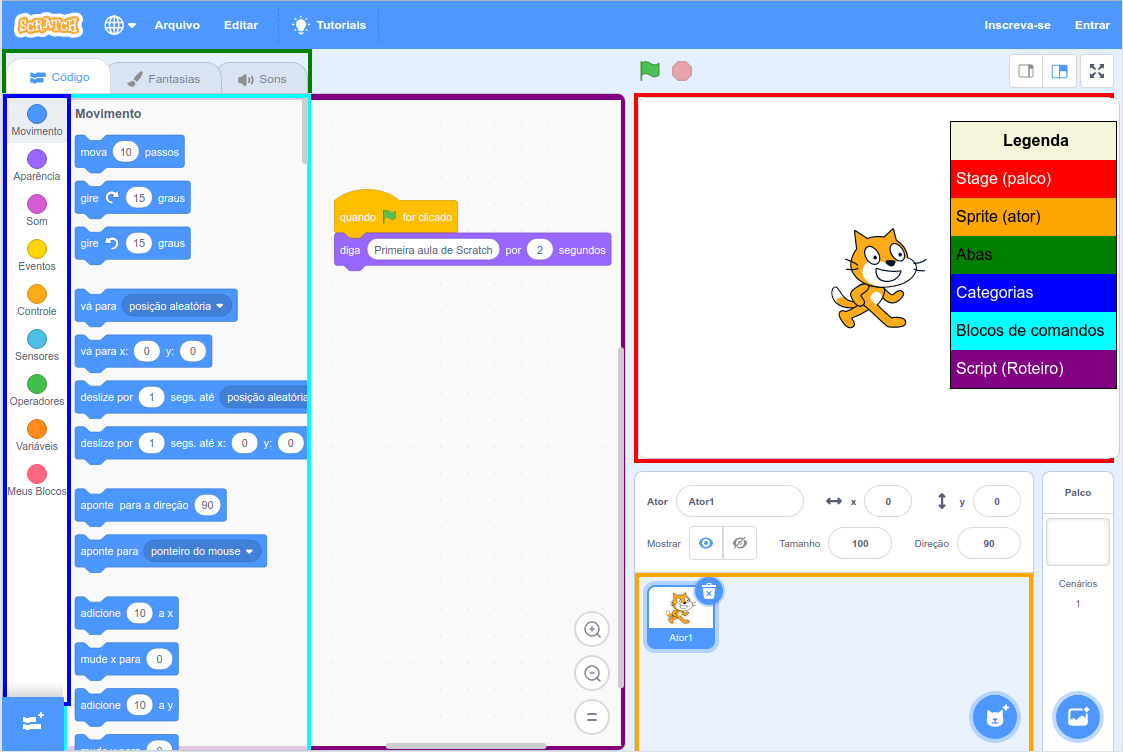 SCRATCH Arquivo Editar Tutoriais Inscreva-se Entrar
Código Fantasias Sons
Movimento
Aparência
Som
Eventos
Controle
Sensores
Operadores
Variáveis
Meus Blocos
Movimento
mova 10 passos
gire 15 graus
gire 15 graus
vá para posição aleatória
vá para x: 0 y: 0
deslize por 1 segs. até posição aleatória
deslize por 1 segs. até x: 0 y: 0
aponte para a direção 90
aponte para ponteiro do mouse
adicione 10 a x
mude x para 0
adicione 10 a y
mude y para 0
quando for clicado
diga Primeira aula de Scratch por 2 segundos
Legenda
Stage (palco)
Sprite (ator)
Abas
Categorias
Blocos de comandos
Script (Roteiro)
Ator Ator1 x 0 y 0
Mostrar Tamanho 100 Direção 90
Ator1
Palco
Cenários
1